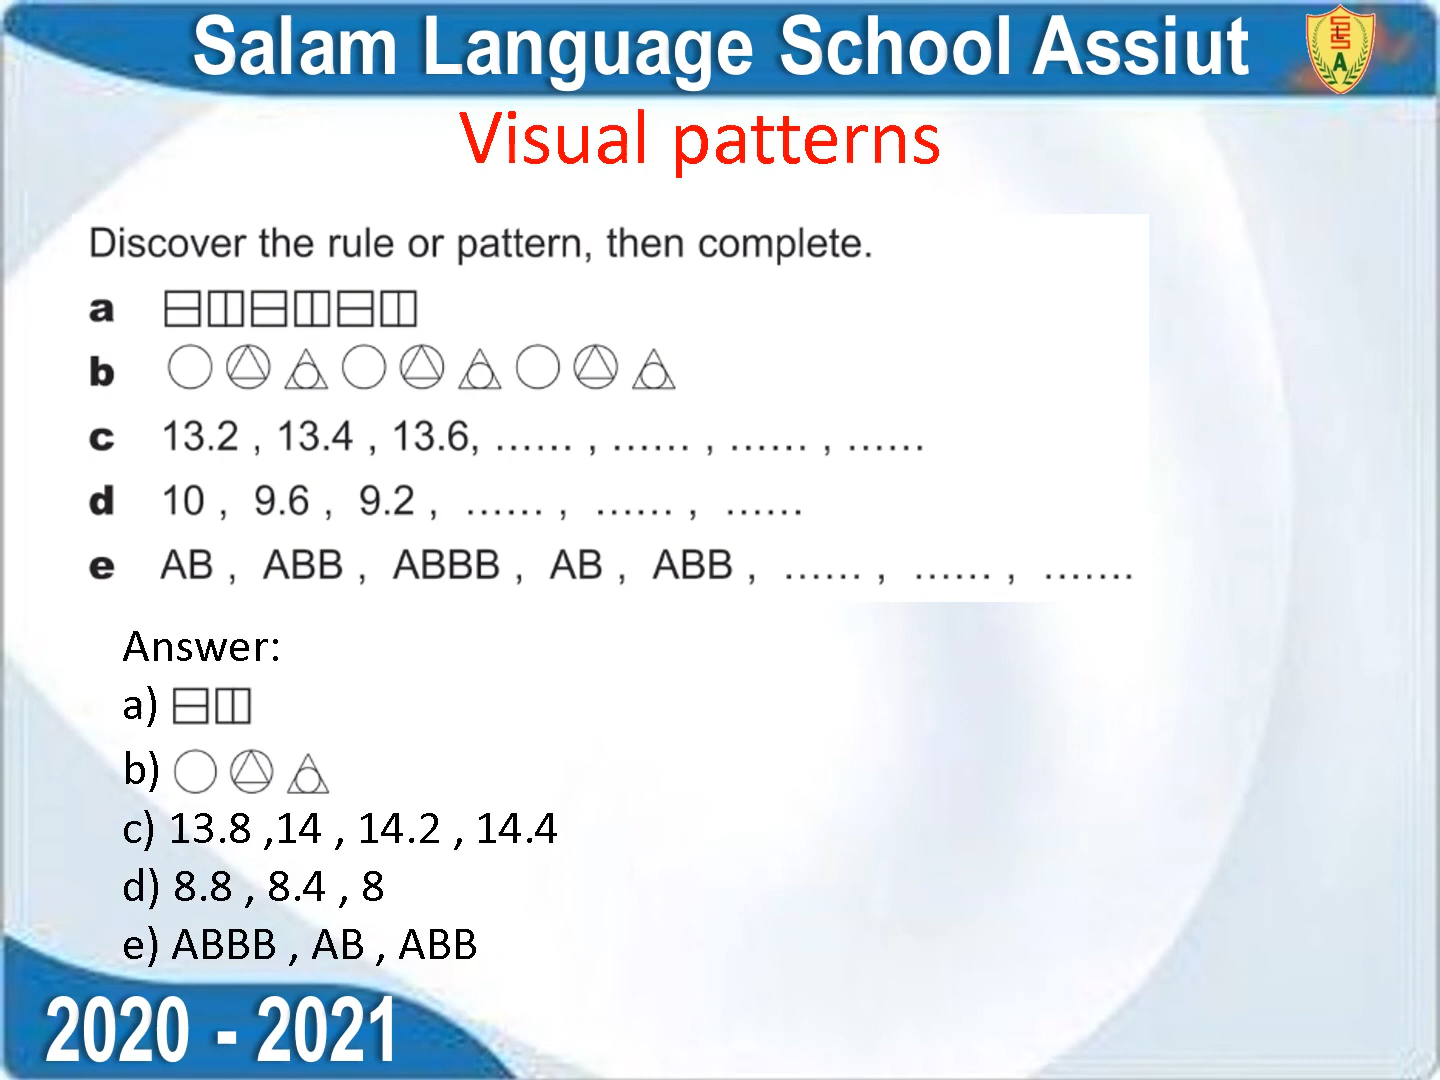 Salam Language School Assiut
Visual patterns
Discover the rule or pattern, then complete.
a
b
c 13.2 , 13.4 , 13.6, ...... , ...... , ...... , ......
d 10 , 9.6 , 9.2 , ...... , ...... , ......
e AB , ABB , ABBB , AB , ABB , ...... , ...... , .......
Answer:
a)
b)
c) 13.8 ,14 , 14.2 , 14.4
d) 8.8 , 8.4 , 8
e) ABBB , AB , ABB
2020 - 2021